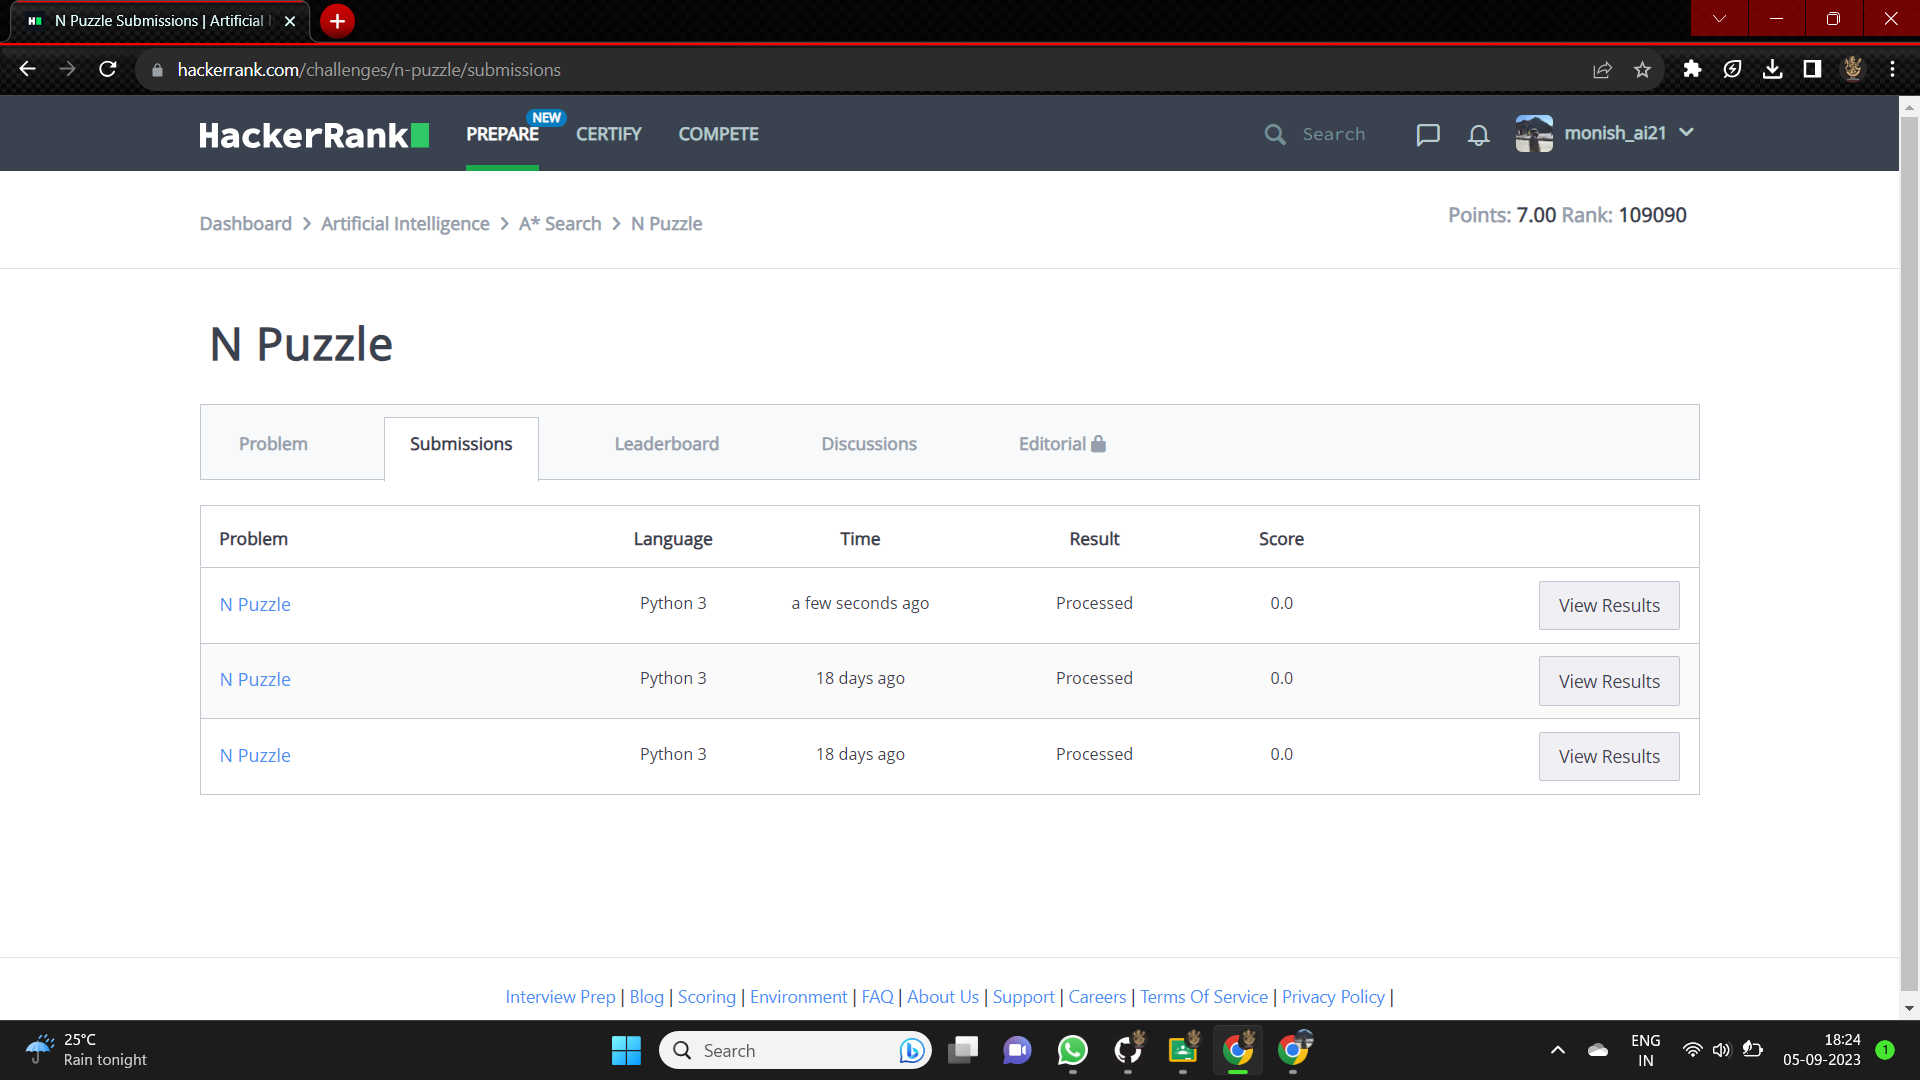 N Puzzle Submissions | Artificial
hackerrank.com/challenges/n-puzzle/submissions
HackerRank
PREPARE NEW CERTIFY COMPETE Search monish_ai21
Dashboard > Artificial Intelligence > A* Search > N Puzzle
Points: 7.00 Rank: 109090
N Puzzle
Problem Submissions Leaderboard Discussions Editorial
Problem Language Time Result Score
N Puzzle Python 3 a few seconds ago Processed 0.0 View Results
N Puzzle Python 3 18 days ago Processed 0.0 View Results
N Puzzle Python 3 18 days ago Processed 0.0 View Results
Interview Prep | Blog | Scoring | Environment | FAQ | About Us | Support | Careers | Terms Of Service | Privacy Policy |
25°C
Rain tonight
Search
ENG
IN
18:24
05-09-2023
1